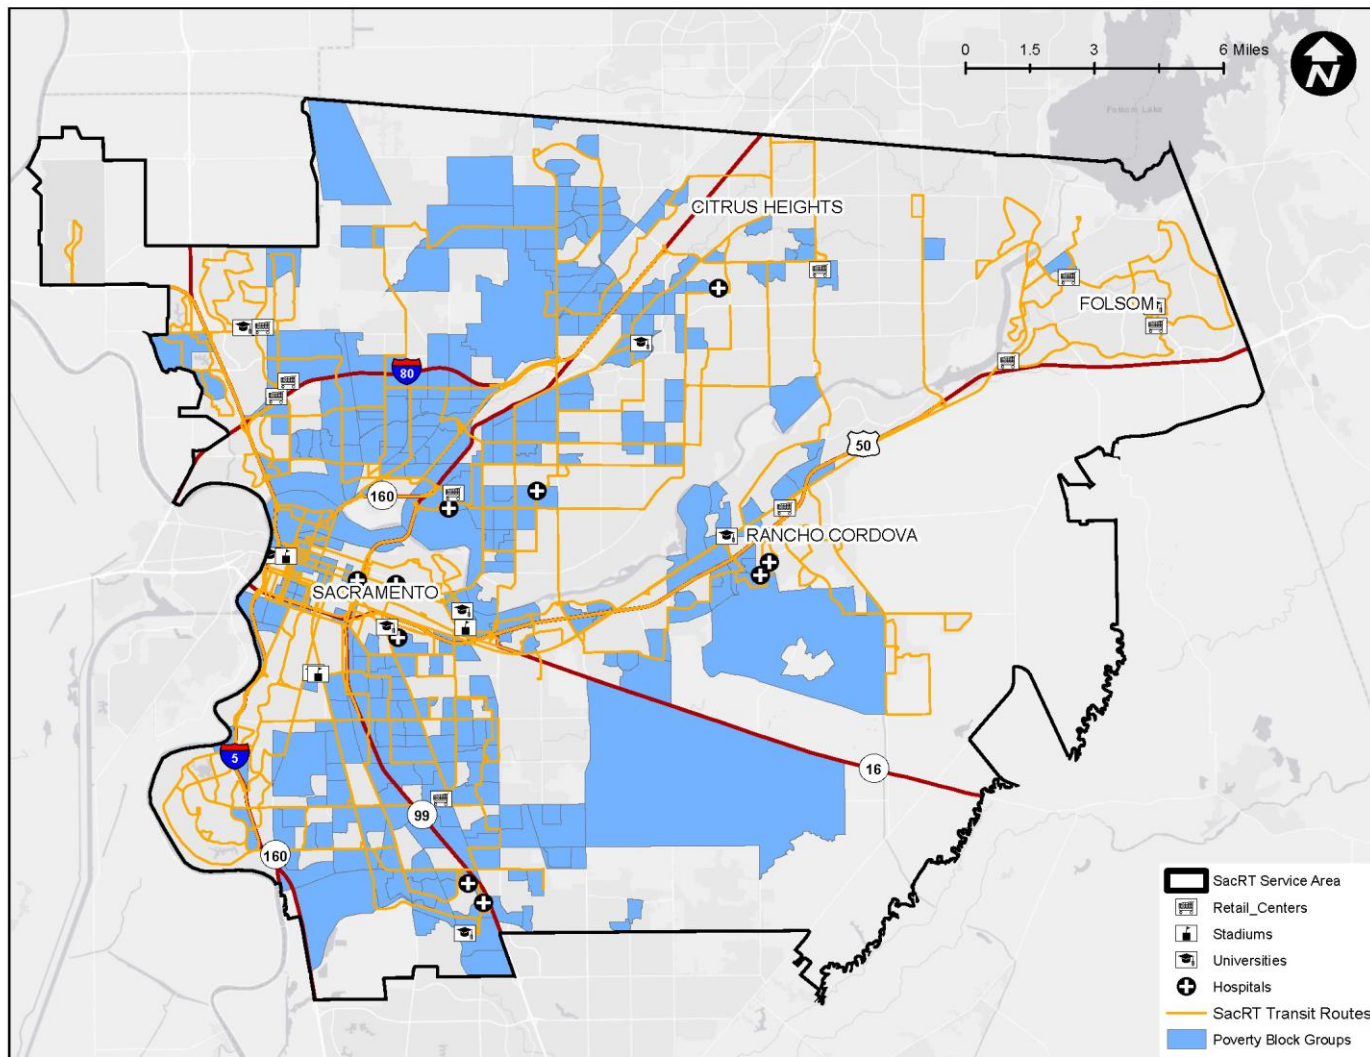 0 1.5 3 6 Miles
N
Folsom Lake
CITRUS HEIGHTS
FOLSOM
80
50
160
RANCHO CORDOVA
SACRAMENTO
5
16
99
160
SacRT Service Area
Retail_Centers
Stadiums
Universities
Hospitals
SacRT Transit Routes
Poverty Block Groups